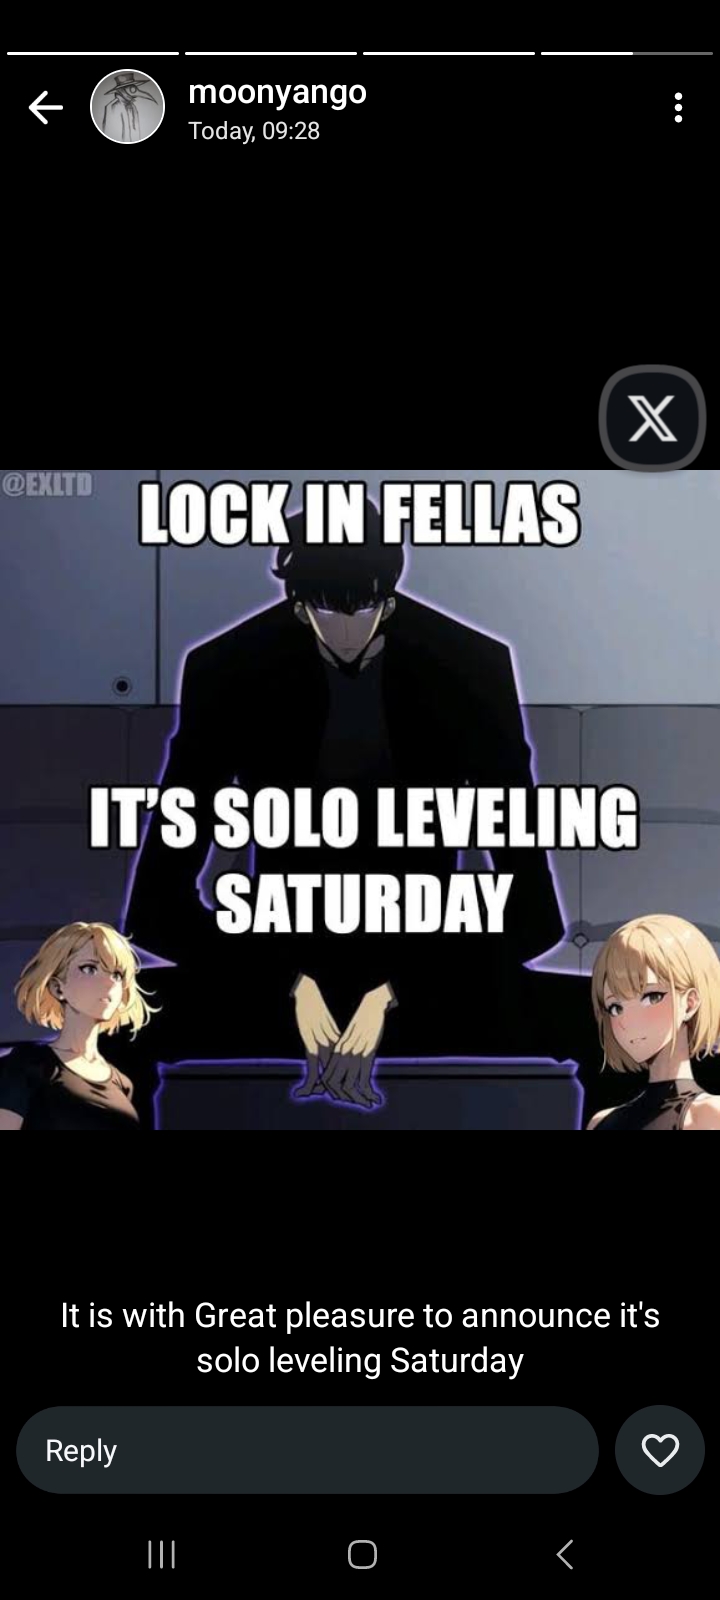 moonyango
Today, 09:28
@EXLTD
LOCK IN FELLAS
IT'S SOLO LEVELING
SATURDAY
It is with Great pleasure to announce it's
solo leveling Saturday
Reply